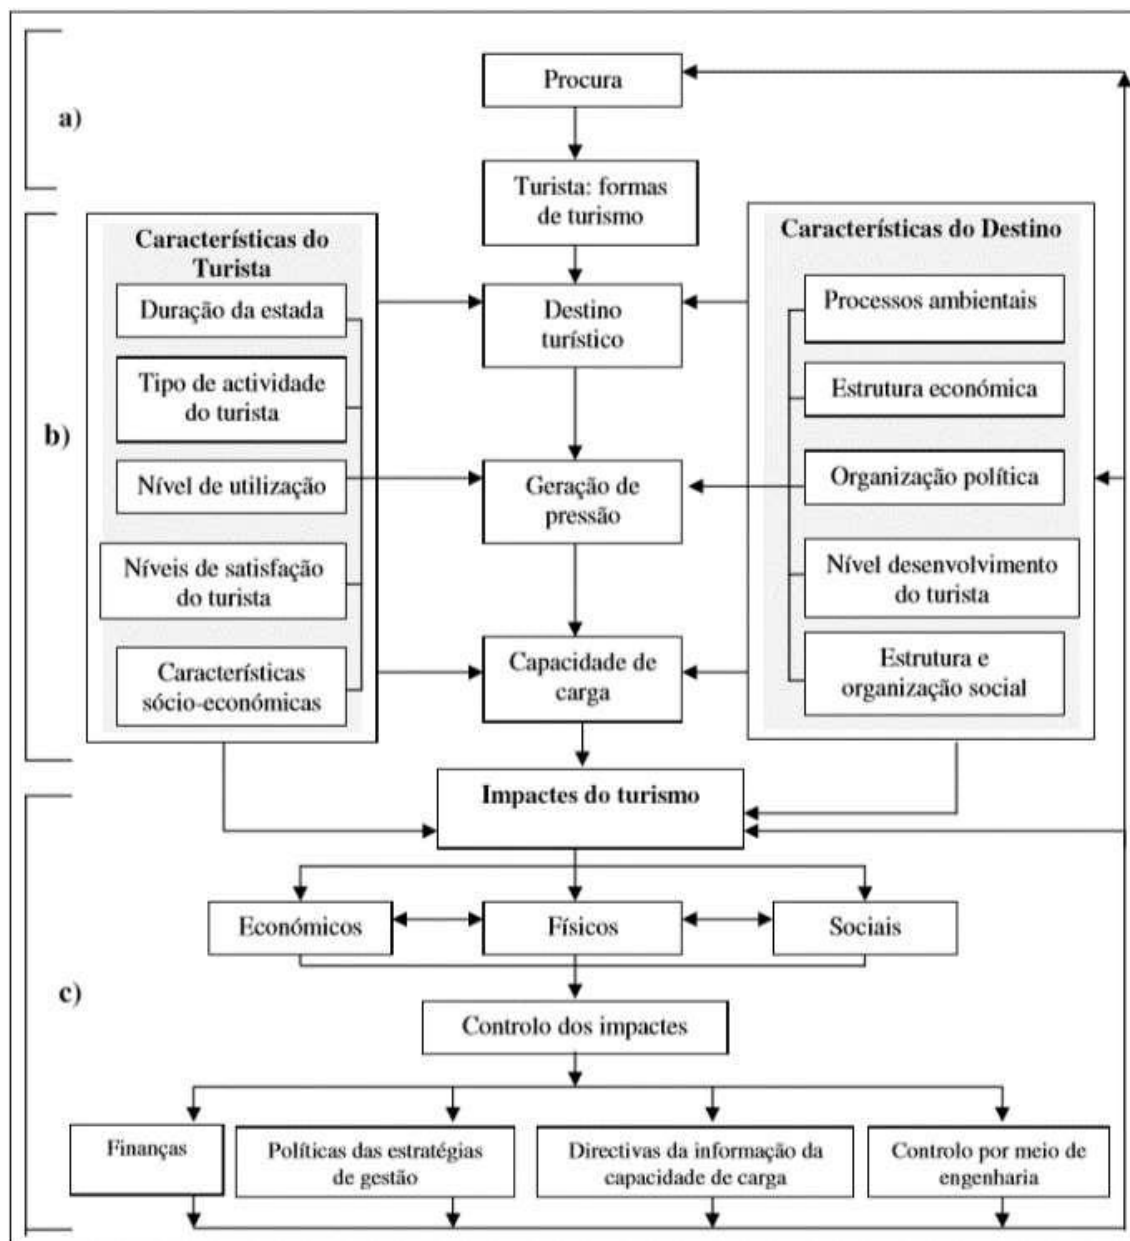 a)
Procura
Turista: formas
de turismo
b)
Características do
Turista
Duração da estada
Tipo de actividade
do turista
Nível de utilização
Níveis de satisfação
do turista
Características
sócio-económicas
Destino
turístico
Geração de
pressão
Capacidade de
carga
Características do Destino
Processos ambientais
Estrutura económica
Organização política
Nível desenvolvimento
do turista
Estrutura e
organização social
c)
Impactes do turismo
Económicos
Físicos
Sociais
Controlo dos impactes
Finanças
Políticas das estratégias
de gestão
Directivas da informação da
capacidade de carga
Controlo por meio de
engenharia